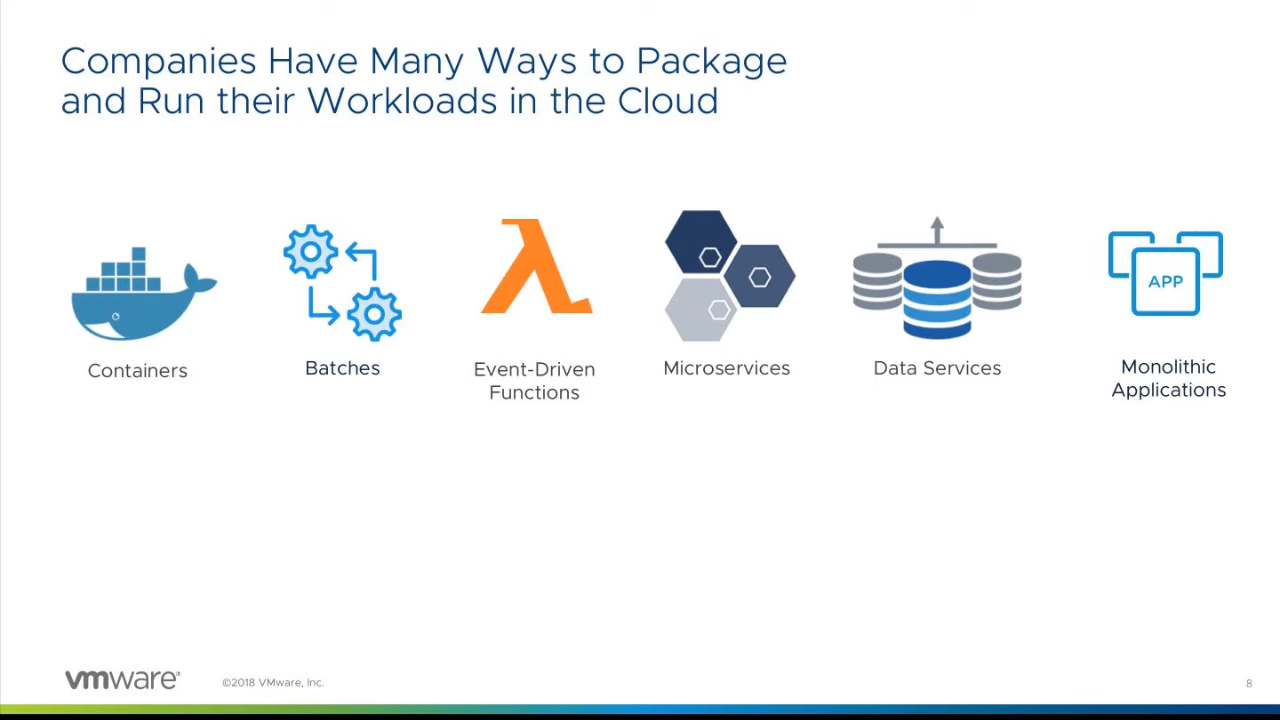 Companies Have Many Ways to Package
and Run their Workloads in the Cloud
APP
Containers
Batches
Event-Driven
Functions
Microservices
Data Services
Monolithic
Applications
vmware®
©2018 VMware, Inc.
8